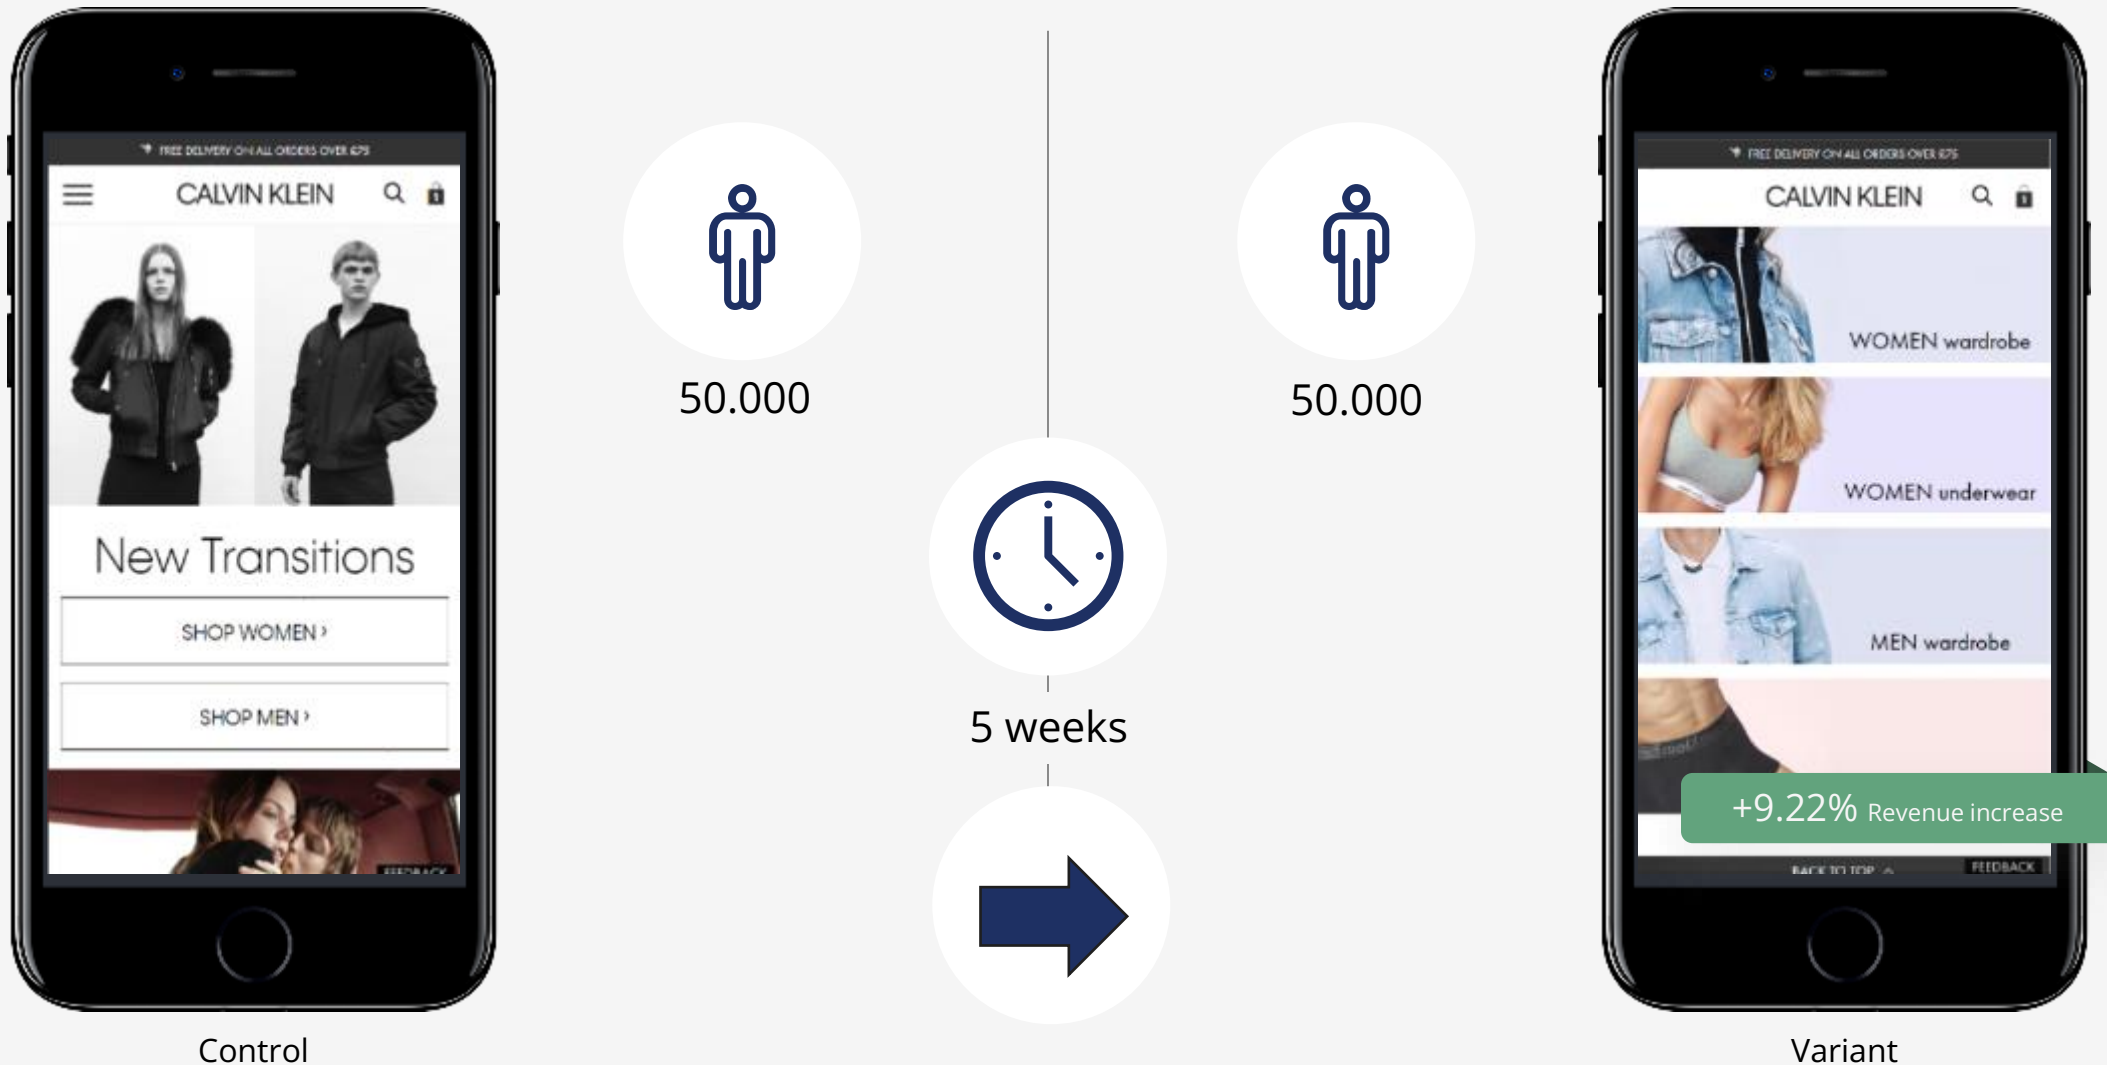 FREE DELIVERY ON ALL ORDERS OVER £75
CALVIN KLEIN
New Transitions
SHOP WOMEN ›
SHOP MEN ›
FEEDBACK
Control
50.000
50.000
5 weeks
FREE DELIVERY ON ALL ORDERS OVER £75
CALVIN KLEIN
WOMEN wardrobe
WOMEN underwear
MEN wardrobe
+9.22% Revenue increase
BACK TO TOP
FEEDBACK
Variant